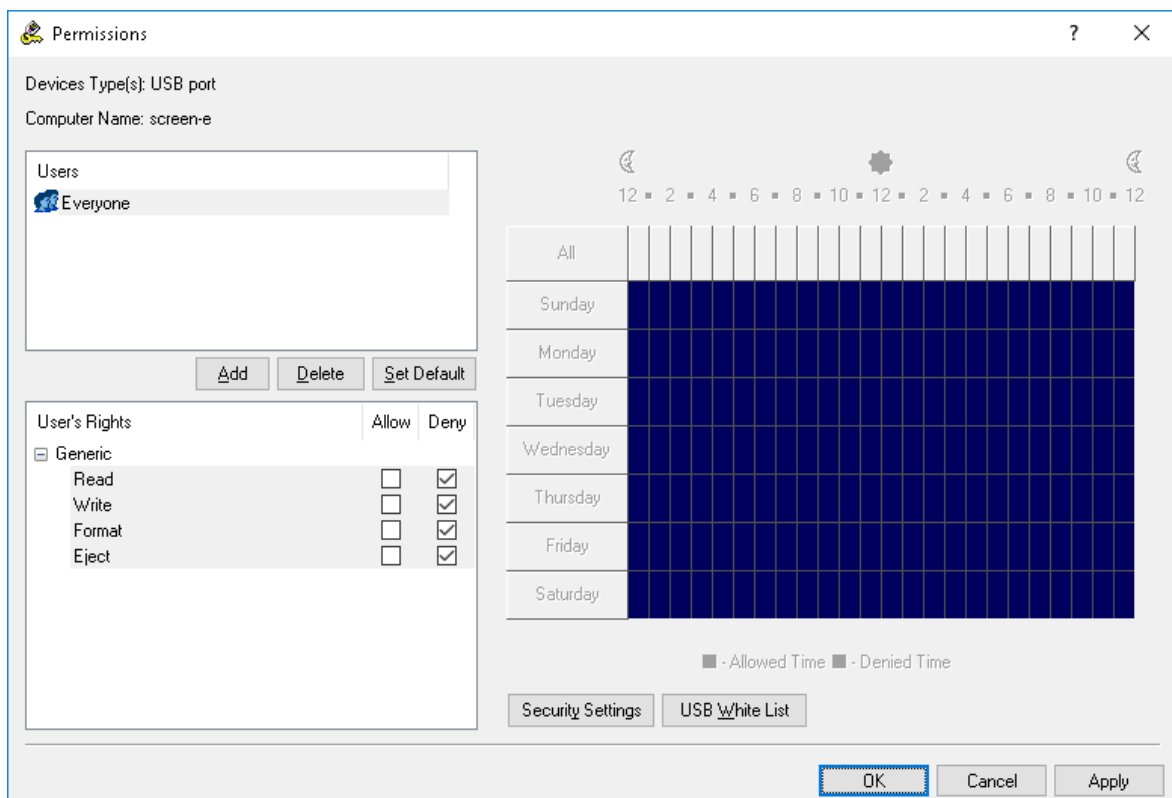 Permissions
Devices Type(s): USB port
Computer Name: screen-e
Users
Everyone
Add Delete Set Default
User's Rights Allow Deny
Generic
Read
Write
Format
Eject
12 2 4 6 8 10 12 2 4 6 8 10 12
All
Sunday
Monday
Tuesday
Wednesday
Thursday
Friday
Saturday
- Allowed Time - Denied Time
Security Settings USB White List
OK Cancel Apply